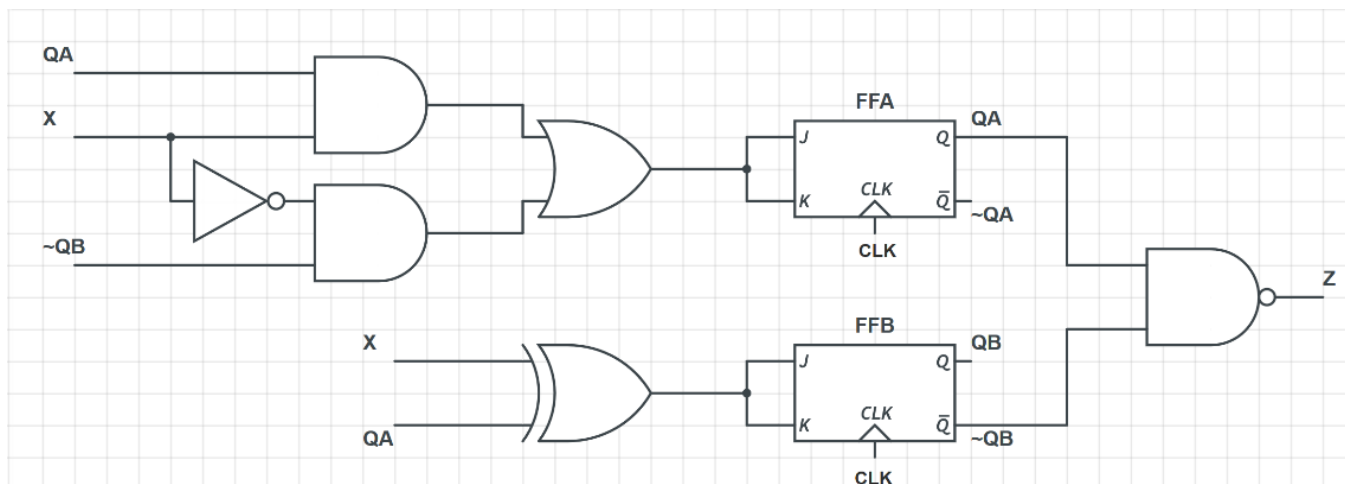 QA
X
~QB
FFA
J
Q
K
CLK
Q̅
QA
~QA
CLK
X
QA
FFB
J
Q
K
CLK
Q̅
QB
~QB
CLK
Z